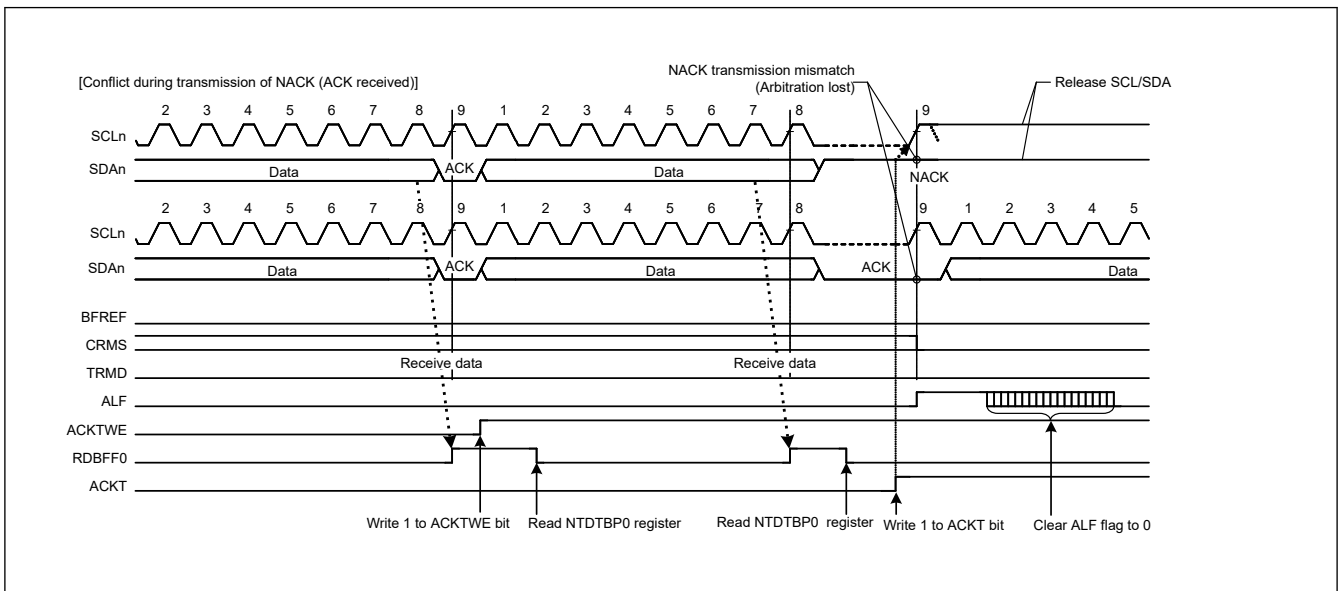 [Conflict during transmission of NACK (ACK received)]
NACK transmission mismatch
(Arbitration lost)
Release SCL/SDA
2 3 4 5 6 7 8 9 1 2 3 4 5 6 7 8 9
SCLn
SDAn Data ACK Data NACK
2 3 4 5 6 7 8 9 1 2 3 4 5 6 7 8 9 1 2 3 4 5
SCLn
SDAn Data ACK Data ACK Data
BFREF
CRMS
Receive data Receive data
TRMD
ALF
ACKTWE
RDBFF0
ACKT
Write 1 to ACKTWE bit Read NTDTBP0 register Read NTDTBP0 register Write 1 to ACKT bit Clear ALF flag to 0